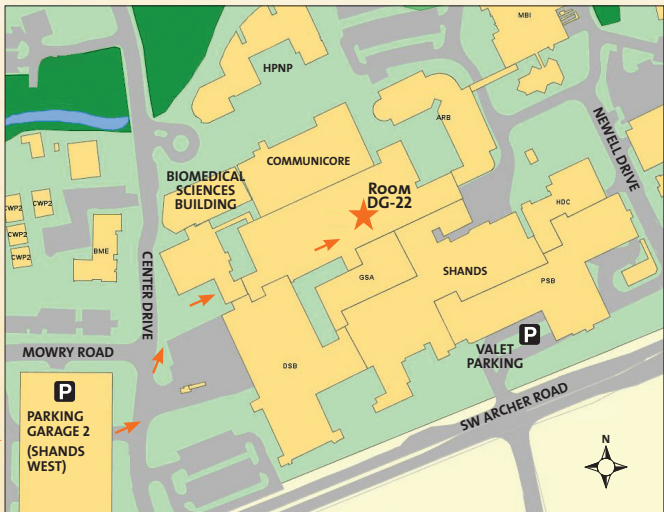 MBI
HPNP
NEWELL DRIVE
ARB
COMMUNICORE
BIOMEDICAL
SCIENCES
BUILDING
ROOM
DG-22
CWP2
CWP2
HDC
CWP2
BME
CWP2
CENTER DRIVE
GSA
SHANDS
PSB
MOWRY ROAD
P
VALET
PARKING
DSB
P
PARKING
GARAGE 2
(SHANDS
WEST)
SW ARCHER ROAD
N